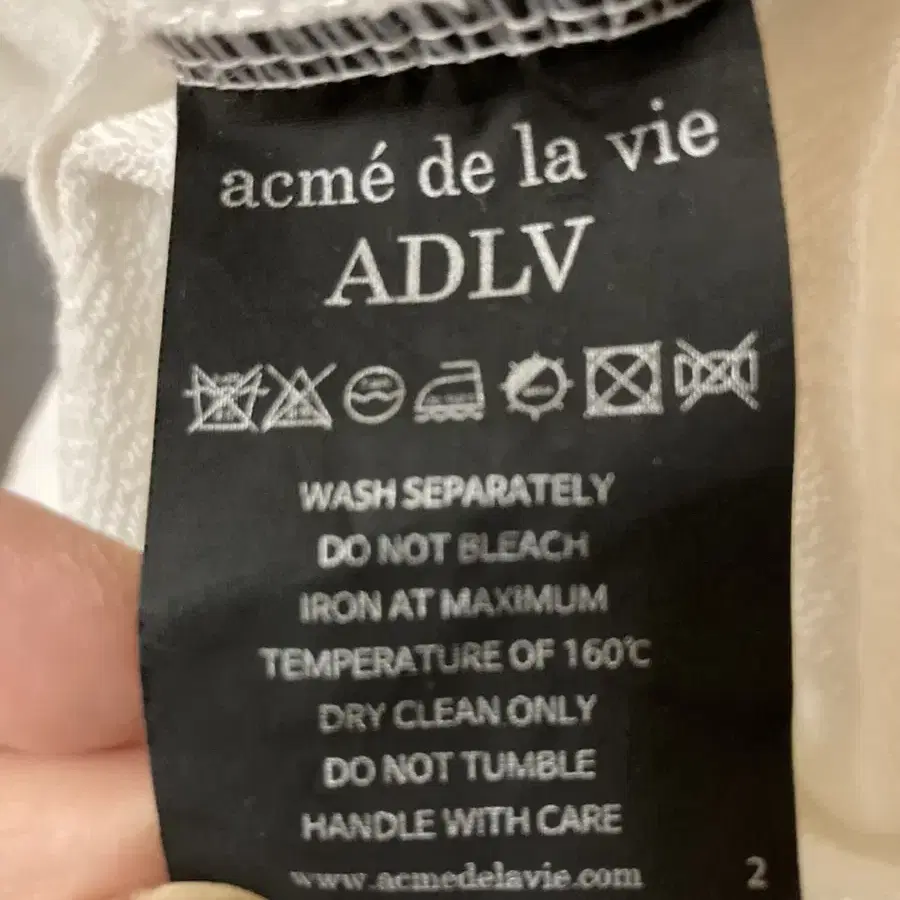 acmé de la vie
ADLV
WASH SEPARATELY
DO NOT BLEACH
IRON AT MAXIMUM
TEMPERATURE OF 160℃
DRY CLEAN ONLY
DO NOT TUMBLE
HANDLE WITH CARE
www.acmedelavie.com
2